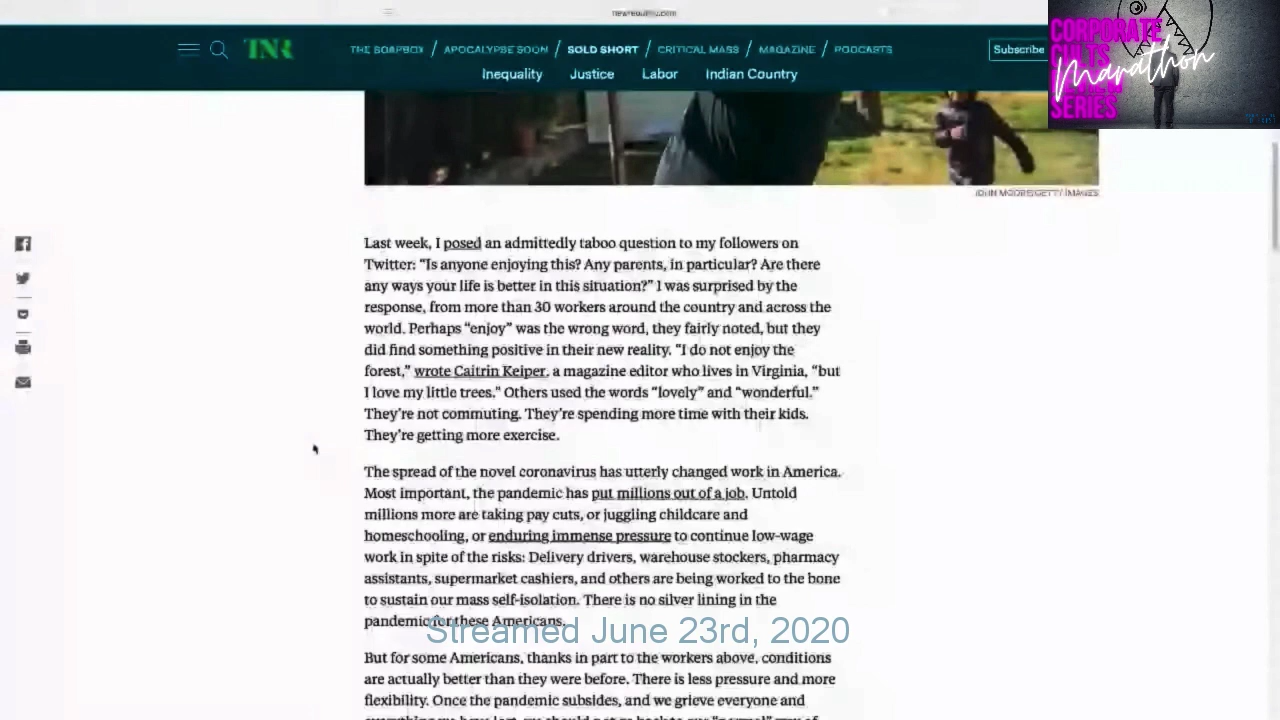 newrepublic.com
TNR
THE SOAPBOX / APOCALYPSE SOON / SOLD SHORT / CRITICAL MASS / MAGAZINE / PODCASTS
Subscribe
Inequality Justice Labor Indian Country
CORPORATE
CULTS
Marathon
SERIES
JOHN MOORE/GETTY IMAGES
Last week, I posed an admittedly taboo question to my followers on
Twitter: “Is anyone enjoying this? Any parents, in particular? Are there
any ways your life is better in this situation?” I was surprised by the
response, from more than 30 workers around the country and across the
world. Perhaps “enjoy” was the wrong word, they fairly noted, but they
did find something positive in their new reality. “I do not enjoy the
forest,” wrote Caitrin Keiper, a magazine editor who lives in Virginia, “but
I love my little trees.” Others used the words “lovely” and “wonderful.”
They’re not commuting. They’re spending more time with their kids.
They’re getting more exercise.
The spread of the novel coronavirus has utterly changed work in America.
Most important, the pandemic has put millions out of a job. Untold
millions more are taking pay cuts, or juggling childcare and
homeschooling, or enduring immense pressure to continue low-wage
work in spite of the risks: Delivery drivers, warehouse stockers, pharmacy
assistants, supermarket cashiers, and others are being worked to the bone
to sustain our mass self-isolation. There is no silver lining in the
pandemic for these Americans.
Streamed June 23rd, 2020
But for some Americans, thanks in part to the workers above, conditions
are actually better than they were before. There is less pressure and more
flexibility. Once the pandemic subsides, and we grieve everyone and